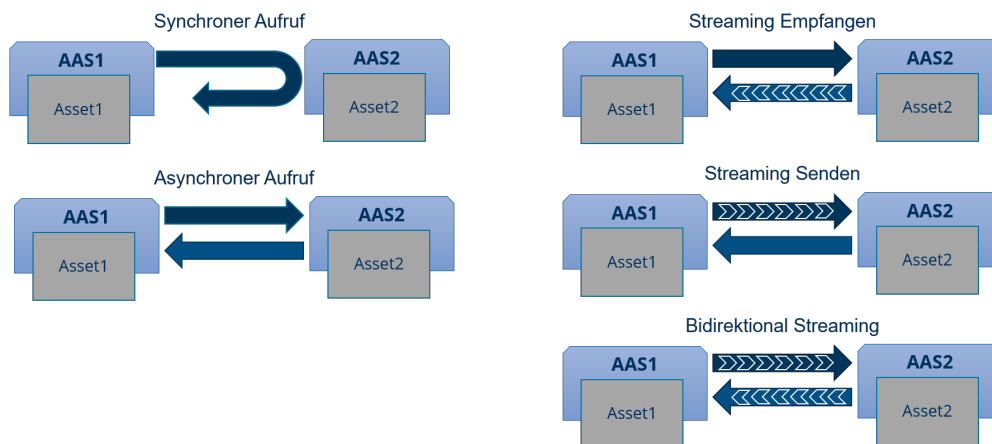 Synchroner Aufruf
AAS1
AAS2
Asset1
Asset2
Asynchroner Aufruf
AAS1
AAS2
Asset1
Asset2
Streaming Empfangen
AAS1
AAS2
Asset1
Asset2
Streaming Senden
AAS1
AAS2
Asset1
Asset2
Bidirektional Streaming
AAS1
AAS2
Asset1
Asset2